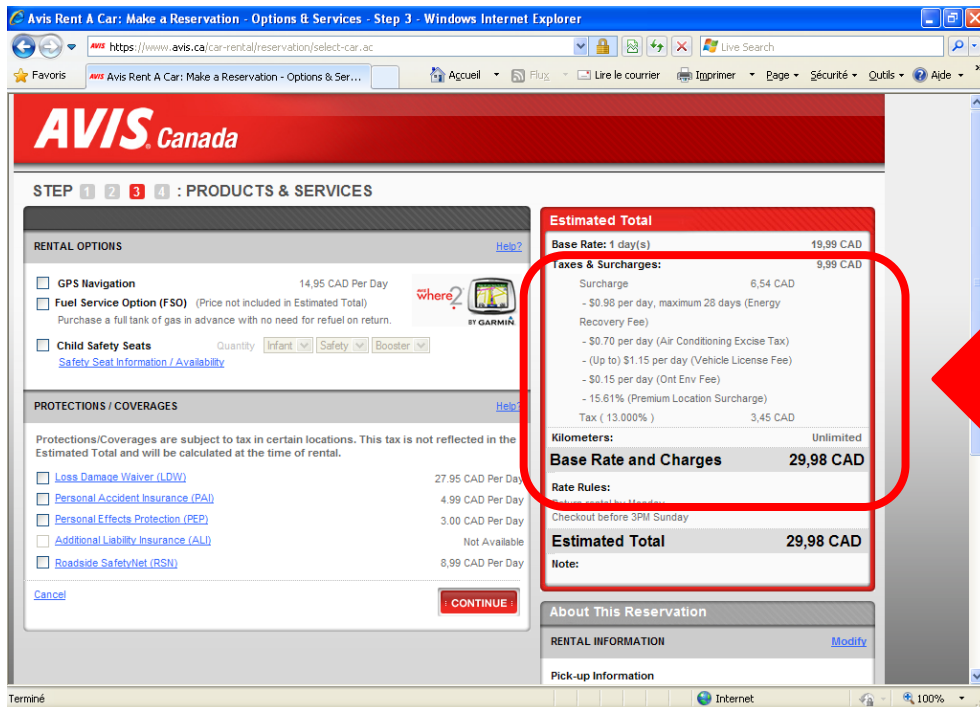 Avis Rent A Car: Make a Reservation - Options & Services - Step 3 - Windows Internet Explorer
AVIS https://www.avis.ca/car-rental/reservation/select-car.ac
Live Search
Favoris
AVIS Avis Rent A Car: Make a Reservation - Options & Ser...
Accueil Flux Lire le courrier Imprimer Page Sécurité Outils Aide »
AVIS Canada
STEP 1 2 3 4 : PRODUCTS & SERVICES
RENTAL OPTIONS Help?
GPS Navigation 14,95 CAD Per Day
Fuel Service Option (FSO) (Price not included in Estimated Total)
Purchase a full tank of gas in advance with no need for refuel on return.
AVIS where2 BY GARMIN
Child Safety Seats Quantity Infant Safety Booster
Safety Seat Information / Availability
PROTECTIONS / COVERAGES Help?
Protections/Coverages are subject to tax in certain locations. This tax is not reflected in the
Estimated Total and will be calculated at the time of rental.
Loss Damage Waiver (LDW) 27.95 CAD Per Day
Personal Accident Insurance (PAI) 4.99 CAD Per Day
Personal Effects Protection (PEP) 3.00 CAD Per Day
Additional Liability Insurance (ALI) Not Available
Roadside SafetyNet (RSN) 8,99 CAD Per Day
Cancel
CONTINUE
Estimated Total
Base Rate: 1 day(s) 19,99 CAD
Taxes & Surcharges: 9,99 CAD
Surcharge 6,54 CAD
- $0.98 per day, maximum 28 days (Energy
Recovery Fee)
- $0.70 per day (Air Conditioning Excise Tax)
- (Up to) $1.15 per day (Vehicle License Fee)
- $0.15 per day (Ont Env Fee)
- 15.61% (Premium Location Surcharge)
Tax ( 13.000% ) 3,45 CAD
Kilometers: Unlimited
Base Rate and Charges 29,98 CAD
Rate Rules:
Return rental by Monday
Checkout before 3PM Sunday
Estimated Total 29,98 CAD
Note:
About This Reservation
RENTAL INFORMATION Modify
Pick-up Information
Terminé
Internet
100%